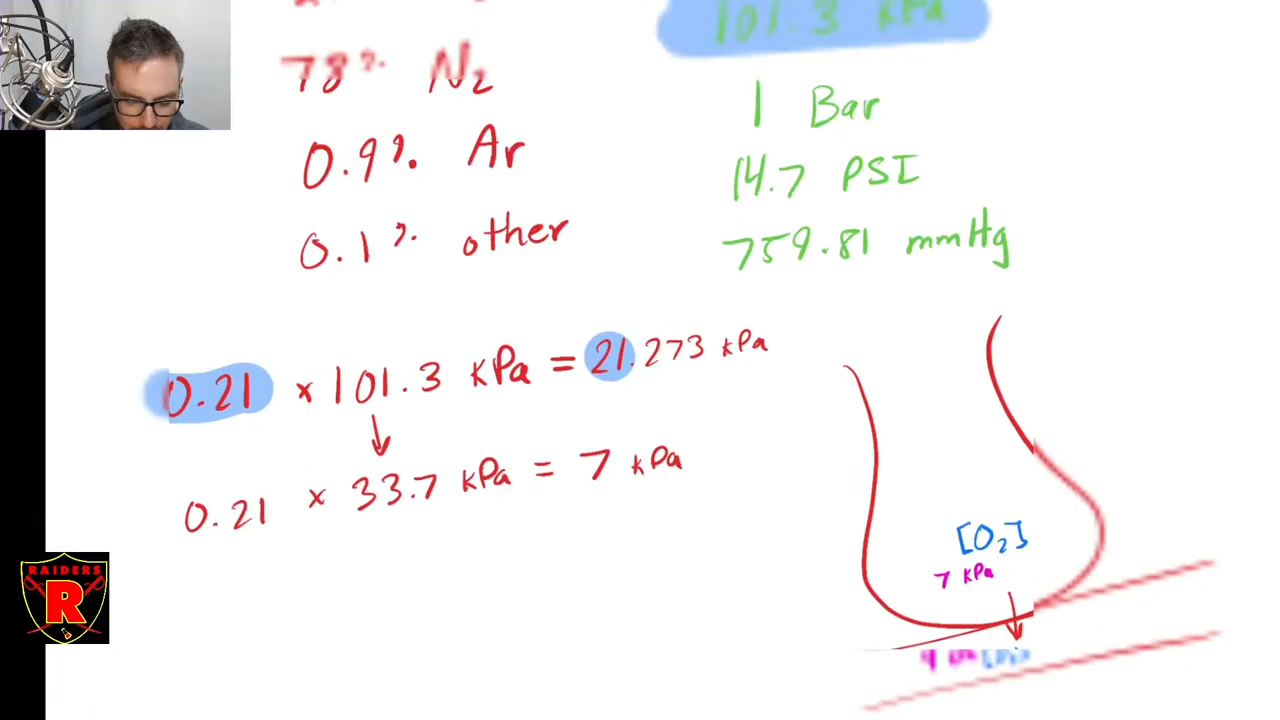 101.3 kPa
78% N₂
1 Bar
0.9% Ar
14.7 PSI
0.1% other
759.81 mmHg
0.21 × 101.3 kPa = 21.273 kPa
0.21 × 33.7 kPa = 7 kPa
[O₂]
7 kPa
RAIDERS
R